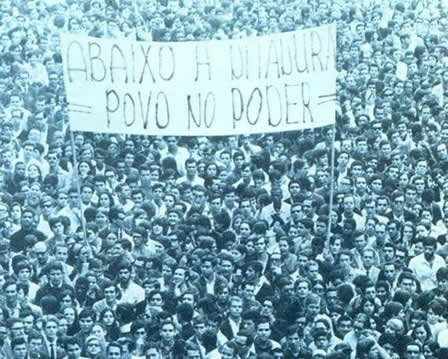 ABAIXO A DITADURA
= POVO NO PODER =